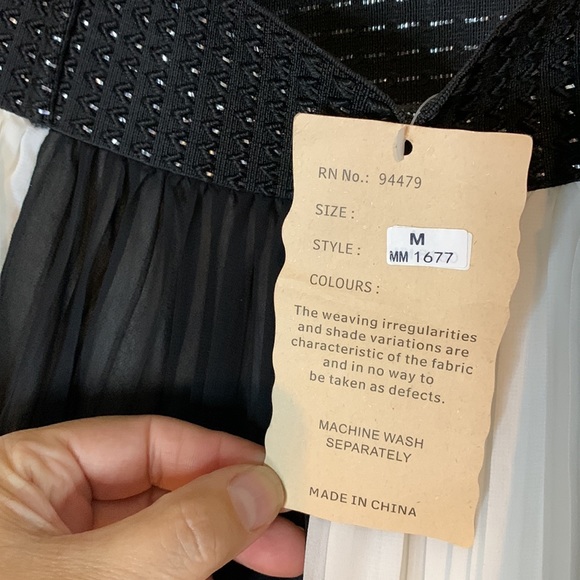 RN No.: 94479
SIZE :
M
STYLE :
MM 1677
COLOURS :
The weaving irregularities
and shade variations are
characteristic of the fabric
and in no way to
be taken as defects.
MACHINE WASH
SEPARATELY
MADE IN CHINA